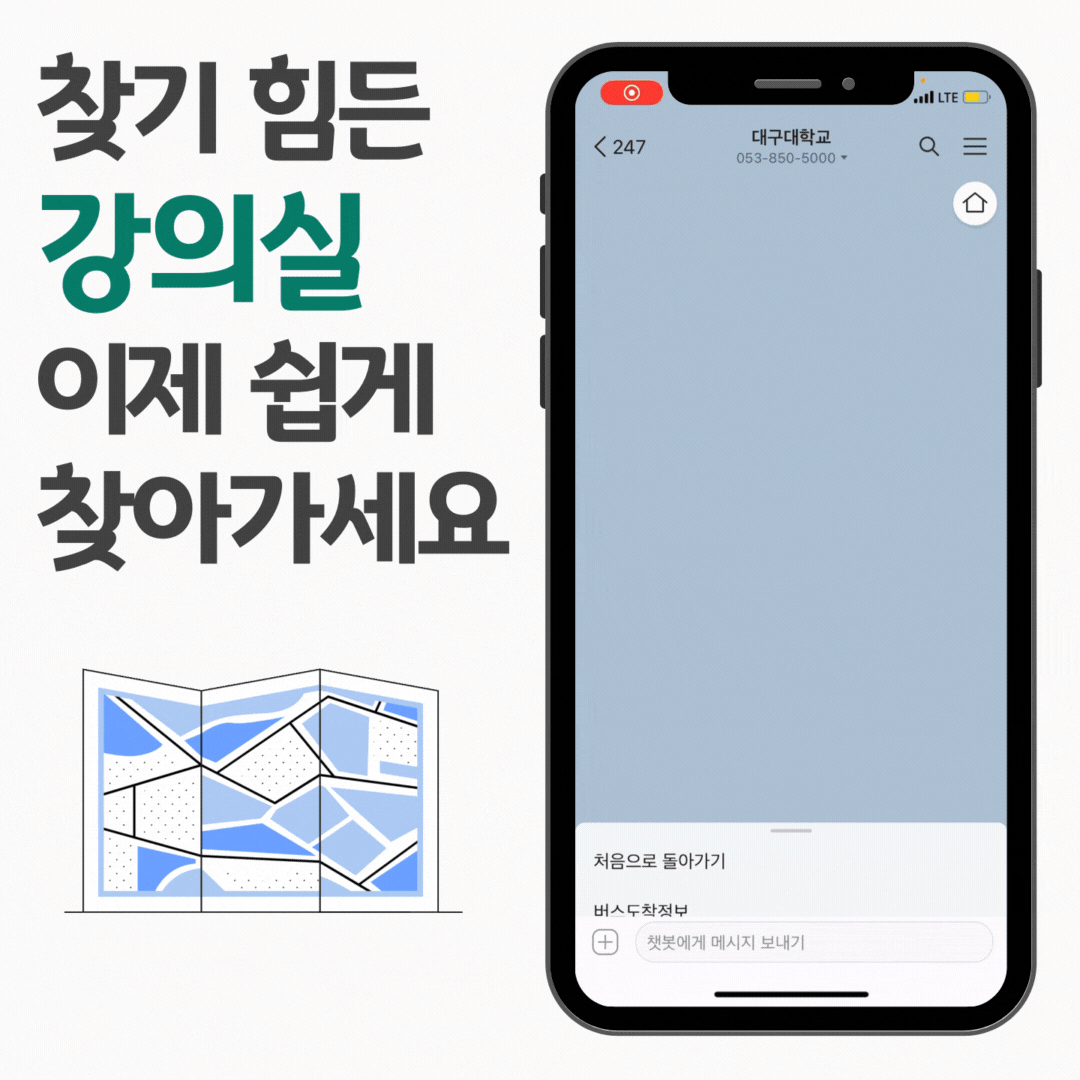 찾기 힘든
강의실
이제 쉽게
찾아가세요
LTE
247
대구대학교
053-850-5000
처음으로 돌아가기
버스도착정보
챗봇에게 메시지 보내기